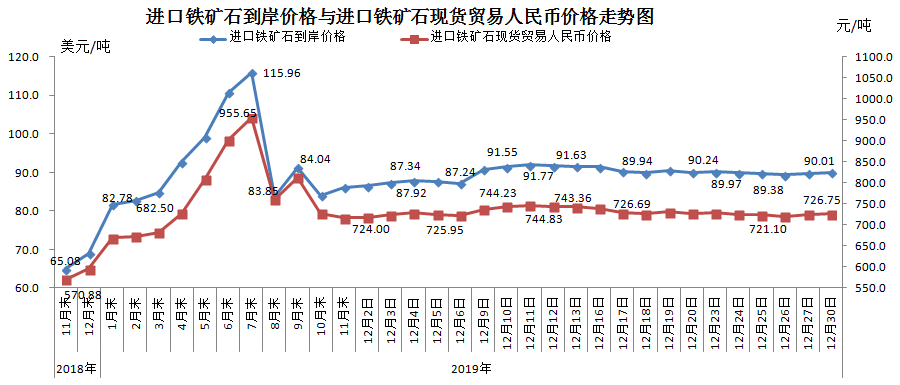 进口铁矿石到岸价格与进口铁矿石现货贸易人民币价格走势图
美元/吨
进口铁矿石到岸价格
进口铁矿石现货贸易人民币价格
元/吨
120.0
110.0
100.0
90.0
80.0
70.0
60.0
1100.0
1050.0
1000.0
950.0
900.0
850.0
800.0
750.0
700.0
650.0
600.0
550.0
65.08
82.78
115.96
83.85
84.04
87.34
87.92
87.24
91.55
91.77
91.63
89.94
90.24
89.97
89.38
90.01
570.88
682.50
955.65
724.00
725.95
744.23
744.83
743.36
726.69
721.10
726.75
11月末
12月末
1月末
2月末
3月末
4月末
5月末
6月末
7月末
8月末
9月末
10月末
11月末
12月2日
12月3日
12月4日
12月5日
12月6日
12月9日
12月10日
12月11日
12月12日
12月13日
12月16日
12月17日
12月18日
12月19日
12月20日
12月23日
12月24日
12月25日
12月26日
12月27日
12月30日
2018年
2019年